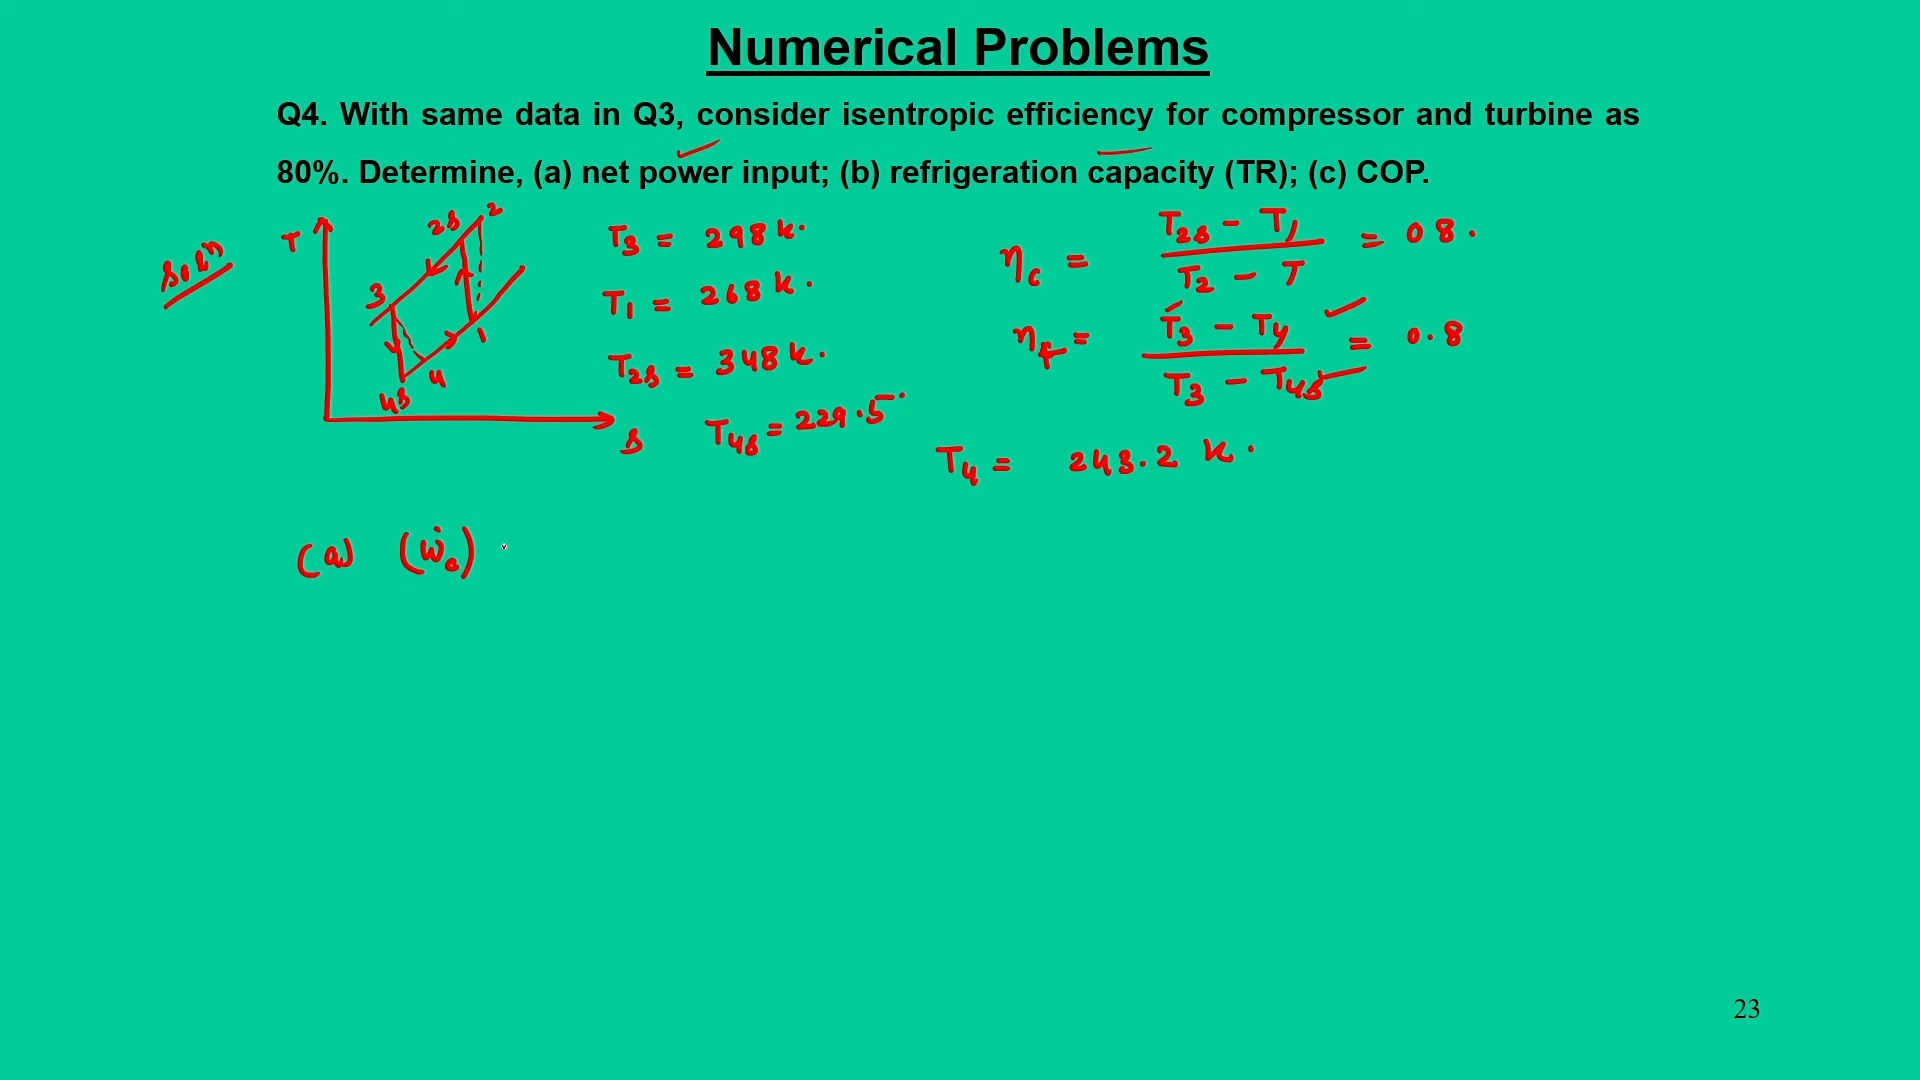 Numerical Problems
Q4. With same data in Q3, consider isentropic efficiency for compressor and turbine as
80%. Determine, (a) net power input; (b) refrigeration capacity (TR); (c) COP.
soln
T
2s 2
3
1
4
4s
s
T3 = 298 K.
T1 = 268 K.
T2s = 348 K.
T4s = 229.5
ηc = T2s - T1 / T2 - T = 0 8.
ηt = T3 - T4 / T3 - T4s = 0.8
T4 = 243.2 K.
(a) (Ẇc)
23